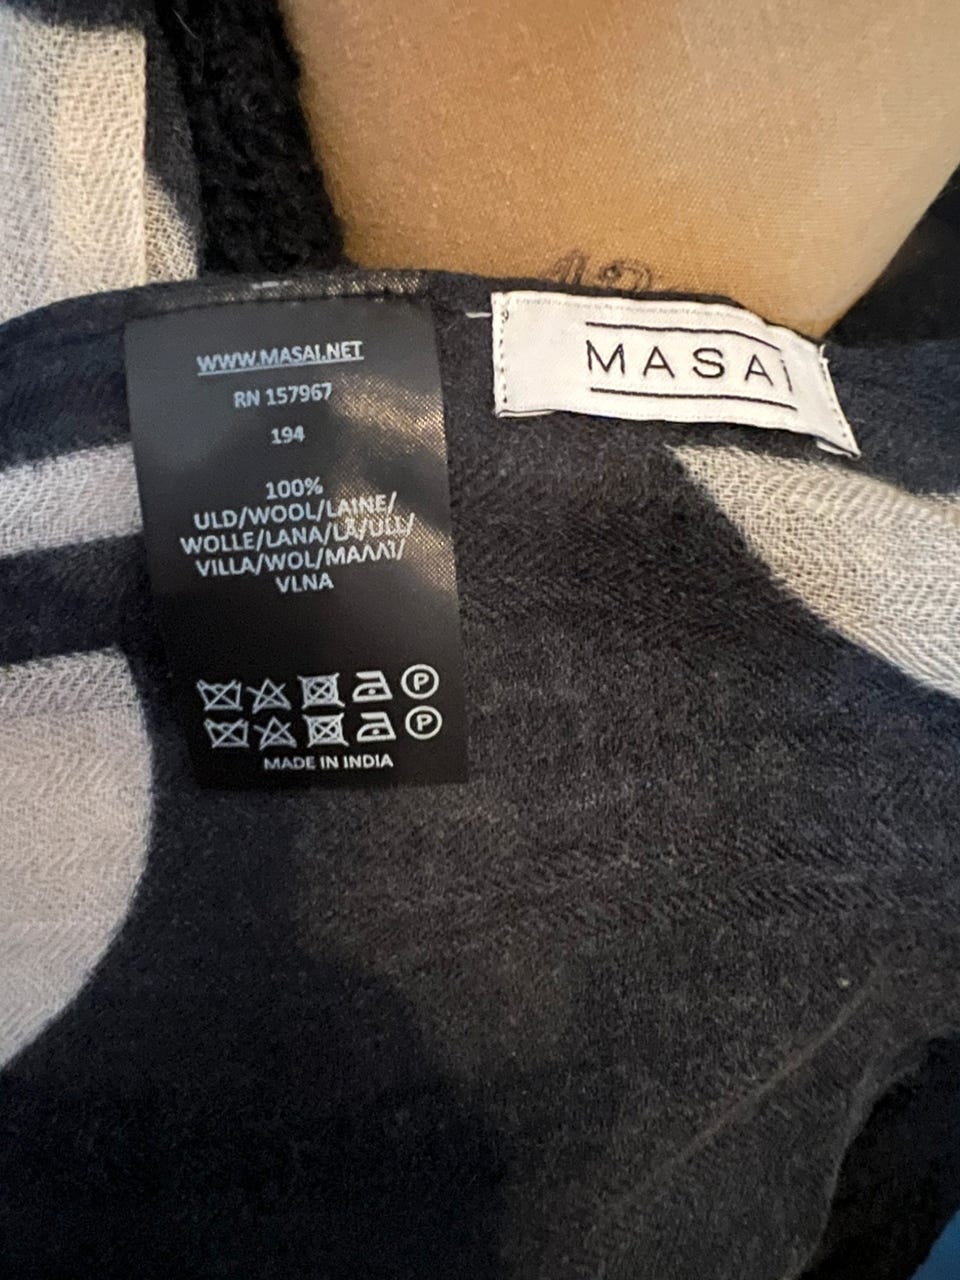 WWW.MASAI.NET
RN 157967
194
100%
ULD/WOOL/LAINE/
WOLLE/LANA/LÃ/ULL/
VILLA/WOL/ΜΑΛΛΊ/
VLNA
P
P
MADE IN INDIA
MASAI